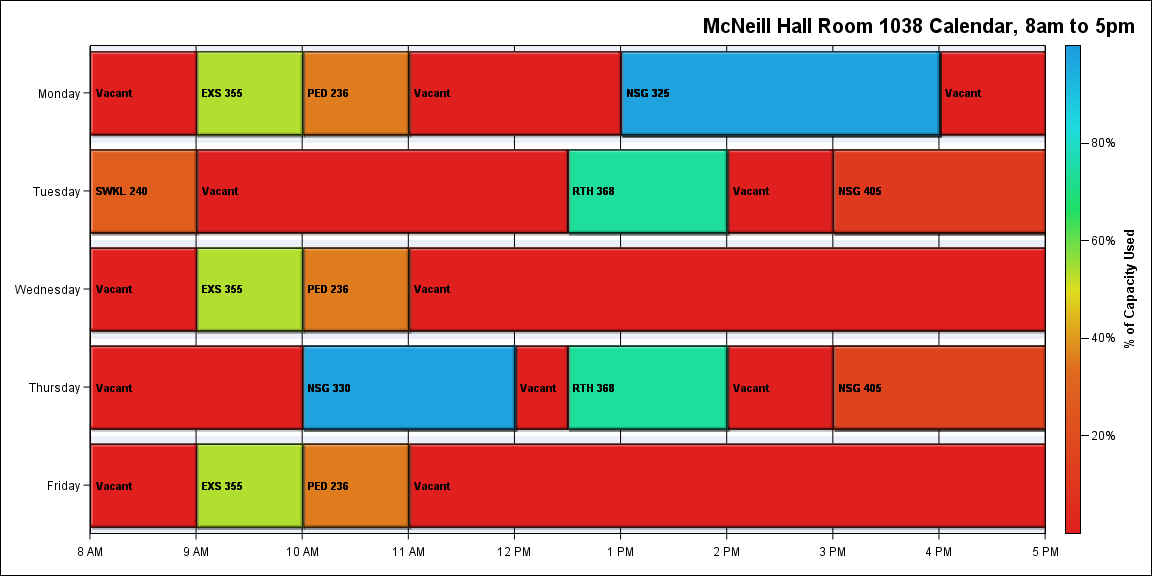 McNeill Hall Room 1038 Calendar, 8am to 5pm
Monday
Vacant
EXS 355
PED 236
Vacant
NSG 325
Vacant
Tuesday
SWKL 240
Vacant
RTH 368
Vacant
NSG 405
Wednesday
Vacant
EXS 355
PED 236
Vacant
Thursday
Vacant
NSG 330
Vacant
RTH 368
Vacant
NSG 405
Friday
Vacant
EXS 355
PED 236
Vacant
8 AM
9 AM
10 AM
11 AM
12 PM
1 PM
2 PM
3 PM
4 PM
5 PM
80%
60%
40%
20%
% of Capacity Used